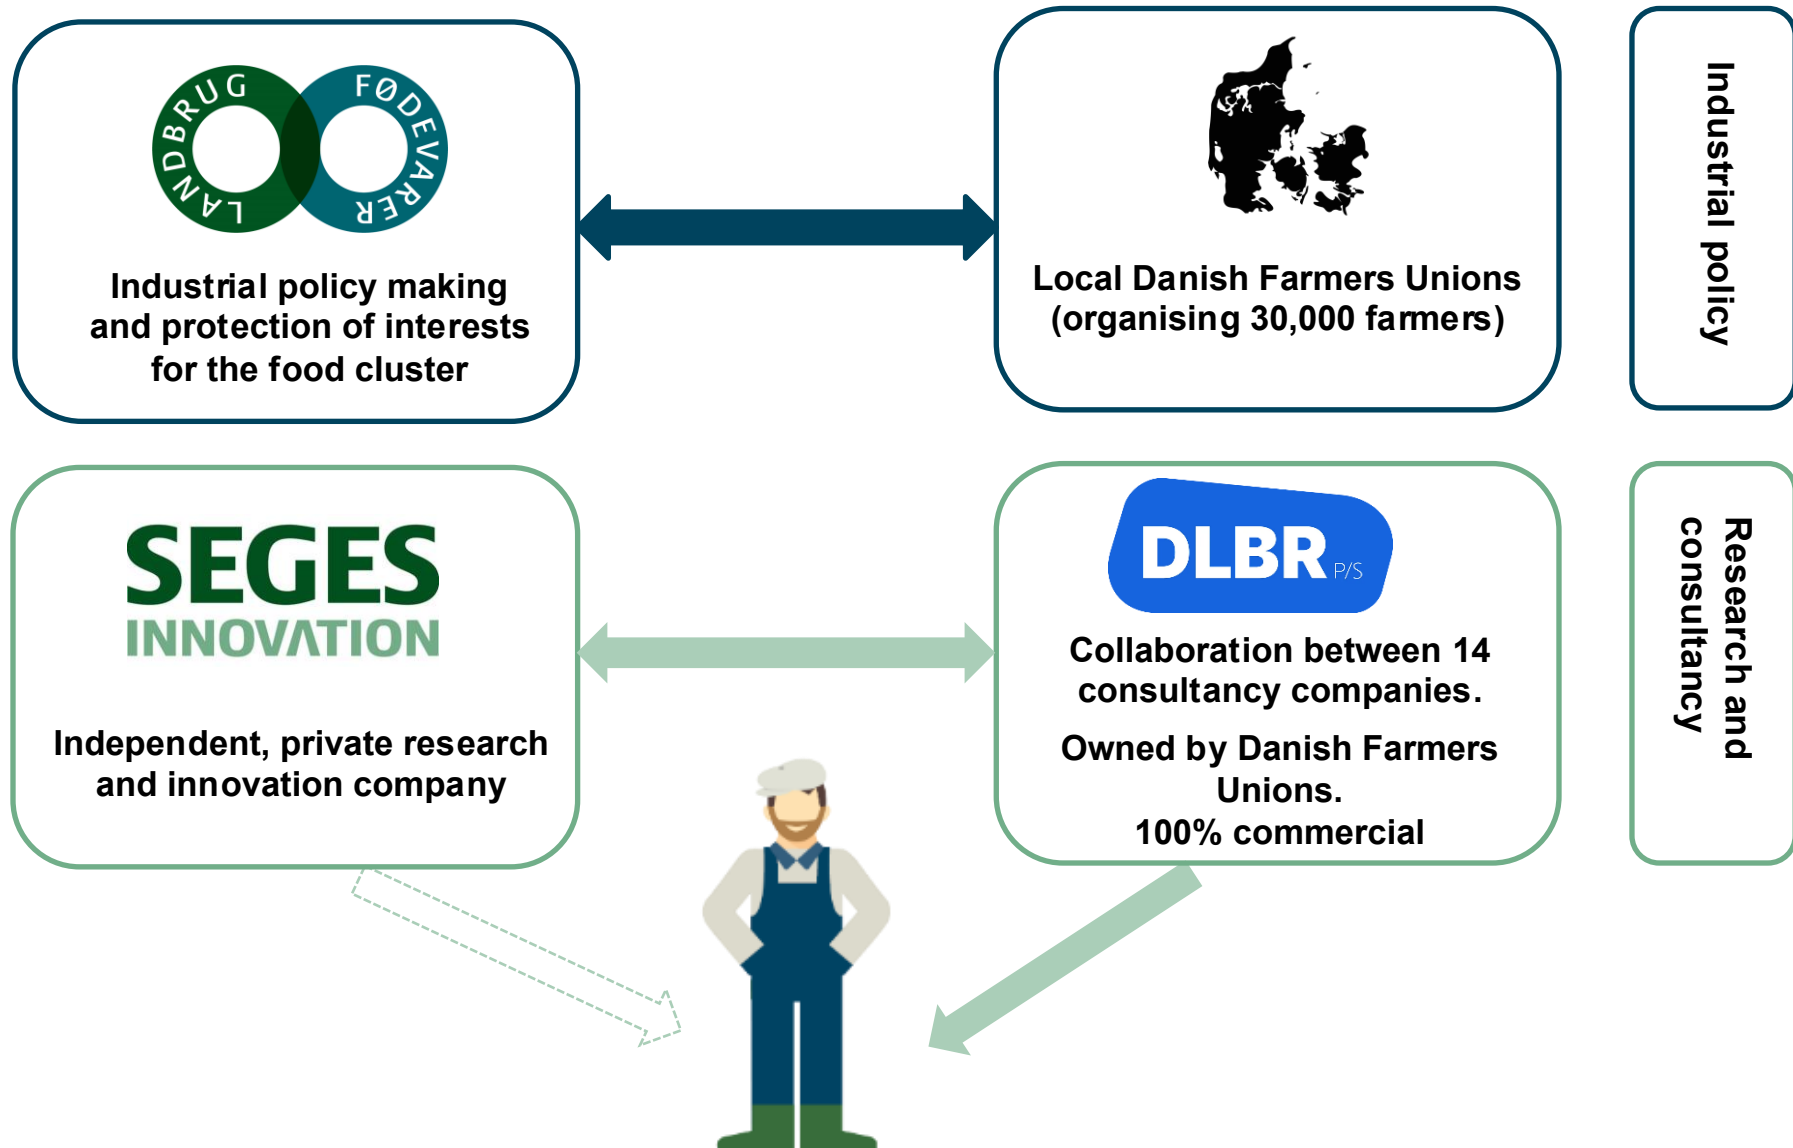 LANDBRUG FØDEVARER
Industrial policy making
and protection of interests
for the food cluster
Local Danish Farmers Unions
(organising 30,000 farmers)
Industrial policy
SEGES
INNOVATION
Independent, private research
and innovation company
DLBR P/S
Collaboration between 14
consultancy companies.
Owned by Danish Farmers
Unions.
100% commercial
Research and
consultancy